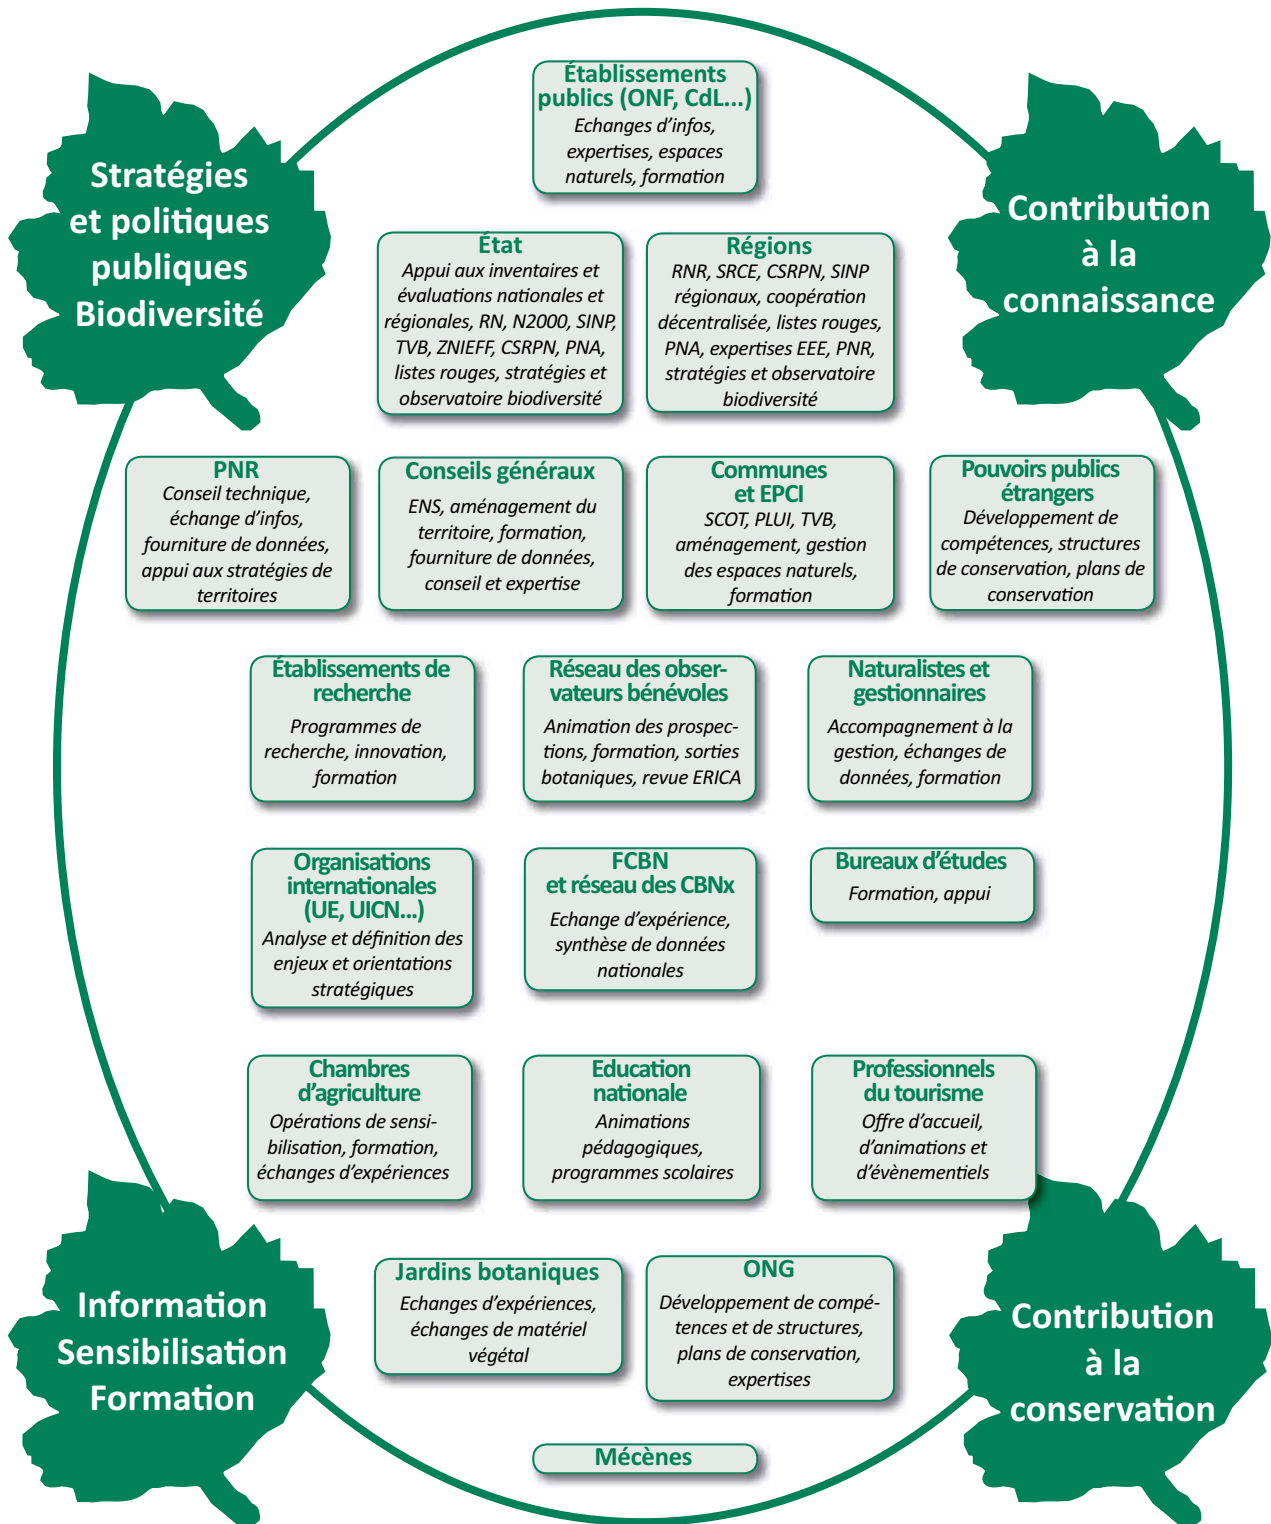 Établissements
publics (ONF, CdL...)
Echanges d'infos,
expertises, espaces
naturels, formation
Stratégies
et politiques
publiques
Biodiversité
Contribution
à la
connaissance
État
Appui aux inventaires et
évaluations nationales et
régionales, RN, N2000, SINP,
TVB, ZNIEFF, CSRPN, PNA,
listes rouges, stratégies et
observatoire biodiversité
Régions
RNR, SRCE, CSRPN, SINP
régionaux, coopération
décentralisée, listes rouges,
PNA, expertises EEE, PNR,
stratégies et observatoire
biodiversité
PNR
Conseil technique,
échange d'infos,
fourniture de données,
appui aux stratégies de
territoires
Conseils généraux
ENS, aménagement du
territoire, formation,
fourniture de données,
conseil et expertise
Communes
et EPCI
SCOT, PLUI, TVB,
aménagement, gestion
des espaces naturels,
formation
Pouvoirs publics
étrangers
Développement de
compétences, structures
de conservation, plans de
conservation
Établissements de
recherche
Programmes de
recherche, innovation,
formation
Réseau des obser-
vateurs bénévoles
Animation des prospec-
tions, formation, sorties
botaniques, revue ERICA
Naturalistes et
gestionnaires
Accompagnement à la
gestion, échanges de
données, formation
Organisations
internationales
(UE, UICN...)
Analyse et définition des
enjeux et orientations
stratégiques
FCBN
et réseau des CBNx
Echange d'expérience,
synthèse de données
nationales
Bureaux d'études
Formation, appui
Chambres
d'agriculture
Opérations de sensi-
bilisation, formation,
échanges d'expériences
Education
nationale
Animations
pédagogiques,
programmes scolaires
Professionnels
du tourisme
Offre d'accueil,
d'animations et
d'évènementiels
Information
Sensibilisation
Formation
Jardins botaniques
Echanges d'expériences,
échanges de matériel
végétal
ONG
Développement de compé-
tences et de structures,
plans de conservation,
expertises
Contribution
à la
conservation
Mécènes